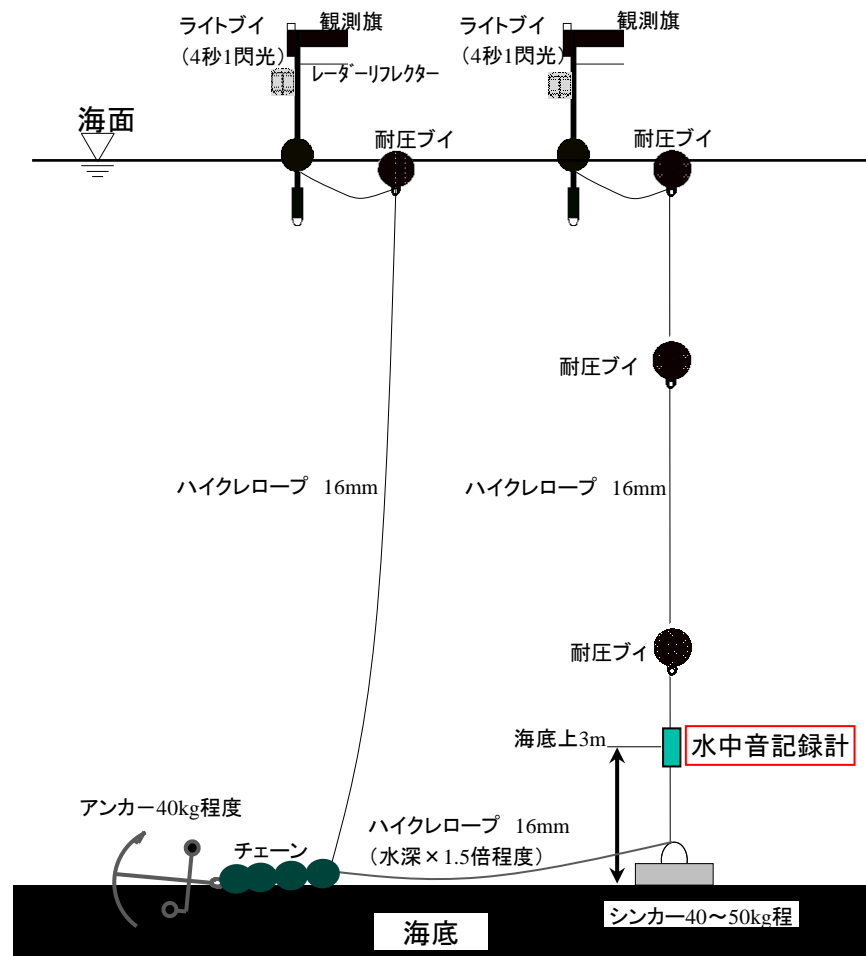 ライトブイ
（4秒1閃光）
観測旗
レーダーリフレクター
ライトブイ
（4秒1閃光）
観測旗
海面
耐圧ブイ
耐圧ブイ
耐圧ブイ
ハイクレロープ 16mm
ハイクレロープ 16mm
耐圧ブイ
海底上3m
水中音記録計
アンカー40kg程度
チェーン
ハイクレロープ 16mm
（水深×1.5倍程度）
シンカー40～50kg程
海底